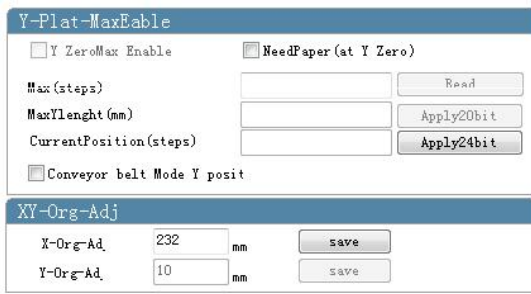 Y-Plat-MaxEable
Y ZeroMax Enable NeedPaper(at Y Zero)
Max(steps) Read
MaxYlenght(mm) Apply20bit
CurrentPosition(steps) Apply24bit
Conveyor belt Mode Y posit
XY-Org-Adj
X-Org-Ad. 232 mm save
Y-Org-Ad. 10 mm save